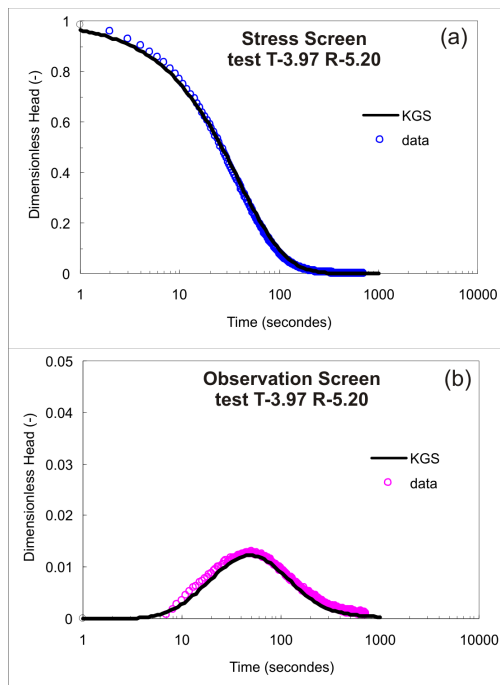 Stress Screen
test T-3.97 R-5.20
(a)
Dimensionless Head (-)
1
0.8
0.6
0.4
0.2
0
KGS
data
1
10
100
1000
10000
Time (secondes)
Observation Screen
test T-3.97 R-5.20
(b)
Dimensionless Head (-)
0.05
0.04
0.03
0.02
0.01
0
KGS
data
1
10
100
1000
10000
Time (secondes)